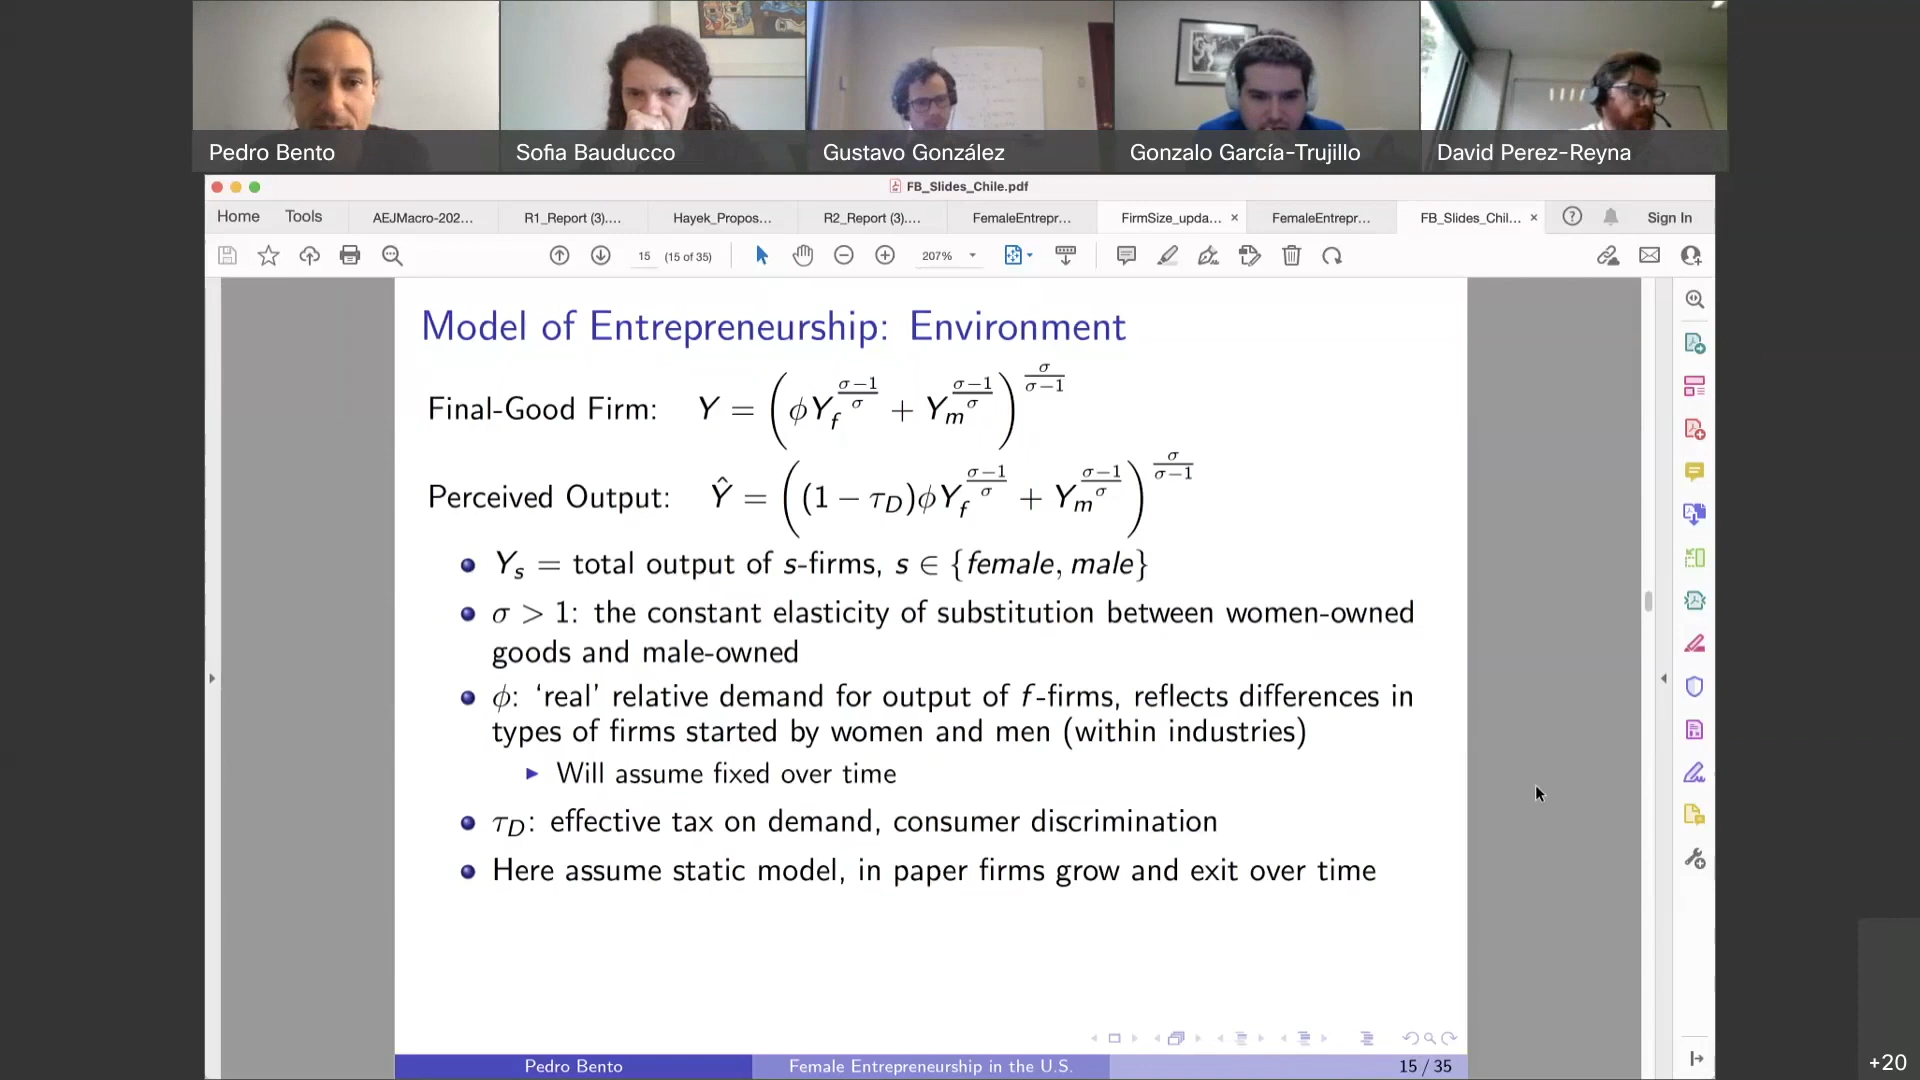 Pedro Bento
Sofia Bauducco
Gustavo González
Gonzalo García-Trujillo
David Perez-Reyna
FB_Slides_Chile.pdf
Home Tools AEJMacro-202... R1_Report (3).... Hayek_Propos... R2_Report (3).... FemaleEntrepr... FirmSize_upda... × FemaleEntrepr... FB_Slides_Chil... × Sign In
15 (15 of 35) 207%
Model of Entrepreneurship: Environment
Final-Good Firm: Y = (ϕY_f^{(σ−1)/σ} + Y_m^{(σ−1)/σ})^{σ/(σ−1)}
Perceived Output: Ŷ = ((1 − τ_D)ϕY_f^{(σ−1)/σ} + Y_m^{(σ−1)/σ})^{σ/(σ−1)}
Y_s = total output of s-firms, s ∈ {female, male}
σ > 1: the constant elasticity of substitution between women-owned
goods and male-owned
ϕ: ‘real’ relative demand for output of f-firms, reflects differences in
types of firms started by women and men (within industries)
Will assume fixed over time
τ_D: effective tax on demand, consumer discrimination
Here assume static model, in paper firms grow and exit over time
Pedro Bento Female Entrepreneurship in the U.S. 15 / 35
+20